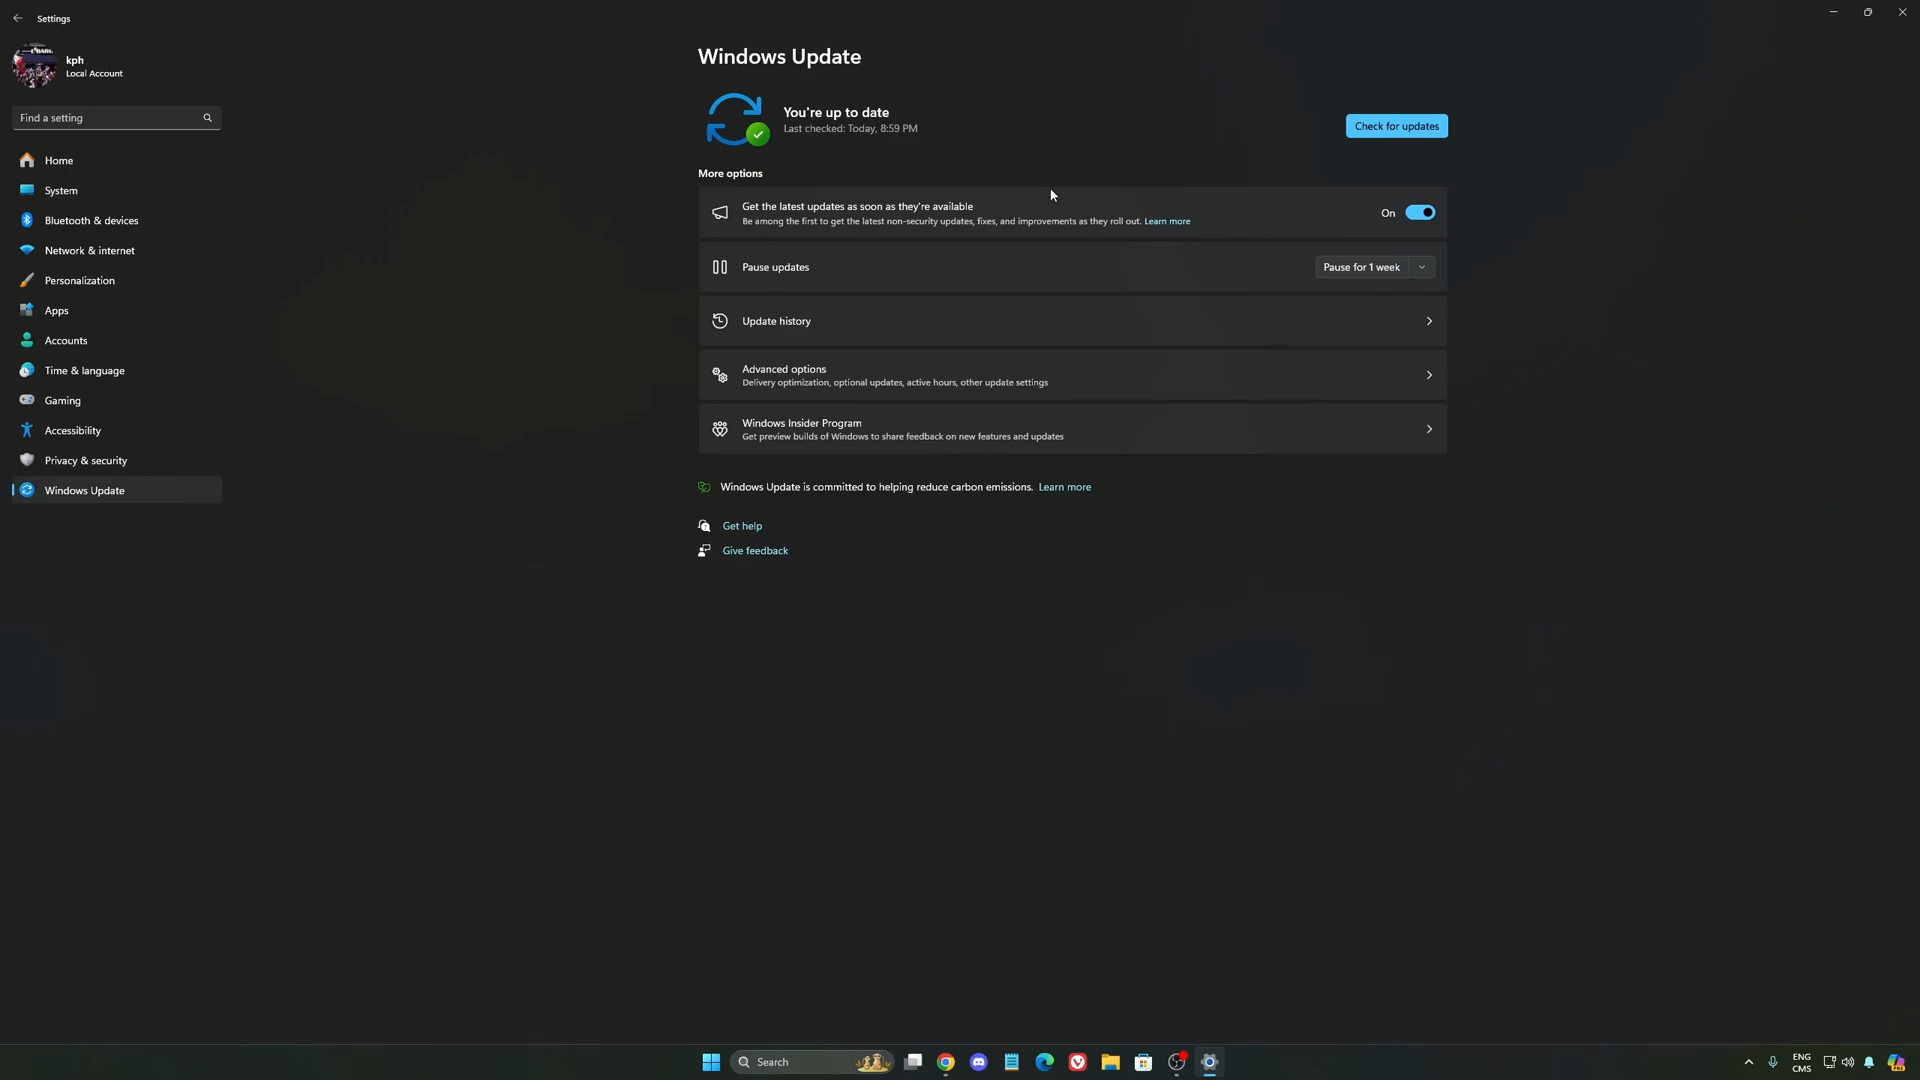 Settings
kph
Local Account
Find a setting
Home
System
Bluetooth & devices
Network & internet
Personalization
Apps
Accounts
Time & language
Gaming
Accessibility
Privacy & security
Windows Update
Windows Update
You're up to date
Last checked: Today, 8:59 PM
Check for updates
More options
Get the latest updates as soon as they're available
Be among the first to get the latest non-security updates, fixes, and improvements as they roll out. Learn more
On
Pause updates
Pause for 1 week
Update history
Advanced options
Delivery optimization, optional updates, active hours, other update settings
Windows Insider Program
Get preview builds of Windows to share feedback on new features and updates
Windows Update is committed to helping reduce carbon emissions. Learn more
Get help
Give feedback
Search
ENG
CMS